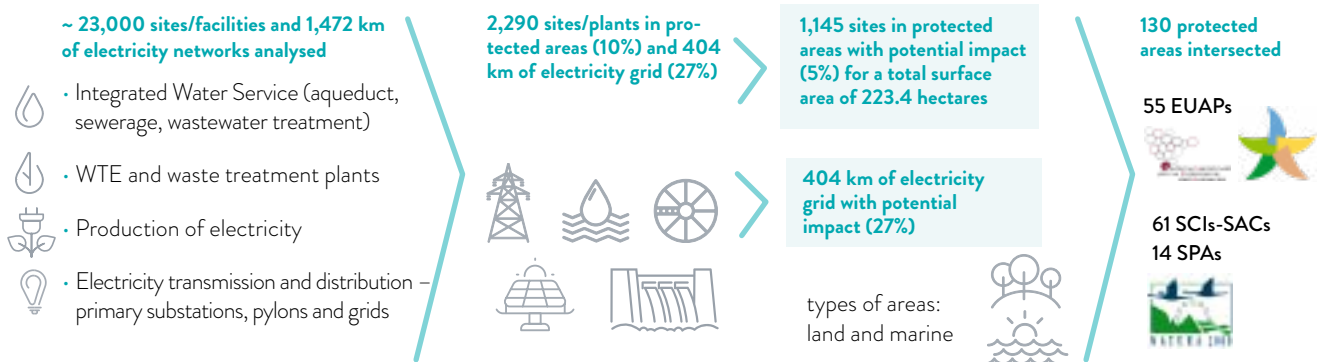 ~ 23,000 sites/facilities and 1,472 km
of electricity networks analysed
· Integrated Water Service (aqueduct,
sewerage, wastewater treatment)
· WTE and waste treatment plants
· Production of electricity
· Electricity transmission and distribution –
primary substations, pylons and grids
2,290 sites/plants in pro-
tected areas (10%) and 404
km of electricity grid (27%)
1,145 sites in protected
areas with potential impact
(5%) for a total surface
area of 223.4 hectares
404 km of electricity
grid with potential
impact (27%)
types of areas:
land and marine
130 protected
areas intersected
55 EUAPs
61 SCIs-SACs
14 SPAs
NATURA 2000